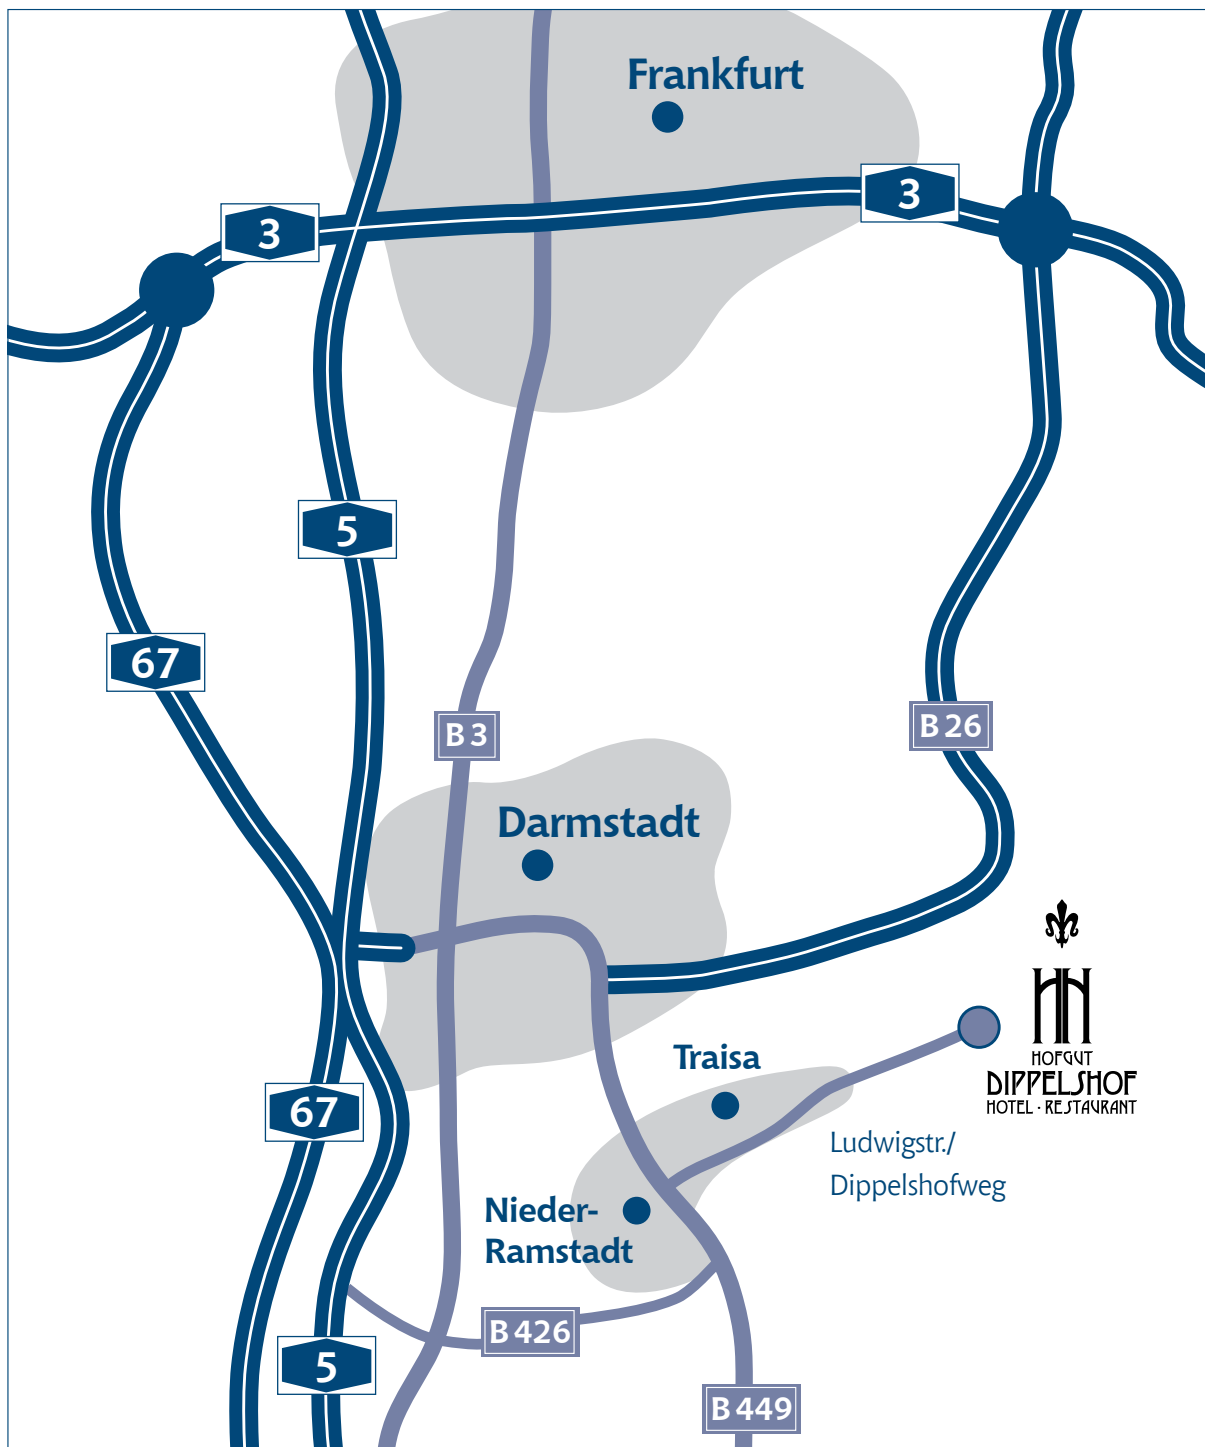 Frankfurt
3
3
5
67
B 3
B 26
Darmstadt
HOFGUT
DIPPELSHOF
HOTEL · RESTAURANT
Traisa
67
Ludwigstr./
Dippelshofweg
Nieder-
Ramstadt
B 426
5
B 449